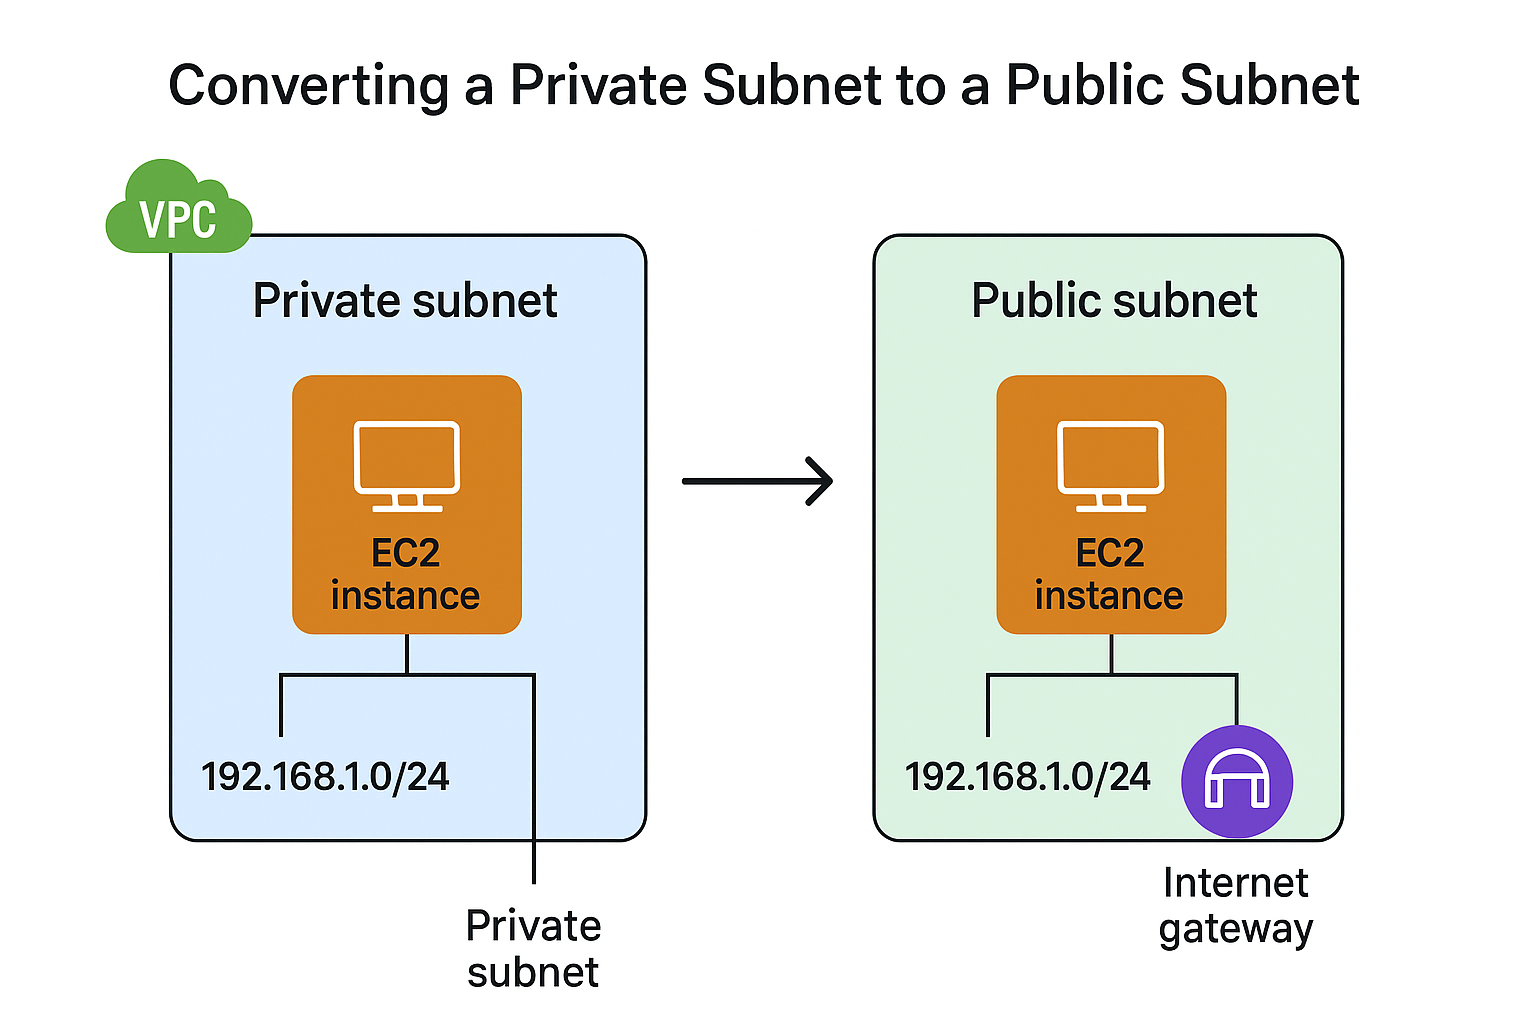 Converting a Private Subnet to a Public Subnet
VPC
Private subnet
EC2
instance
192.168.1.0/24
Private
subnet
Public subnet
EC2
instance
192.168.1.0/24
Internet
gateway